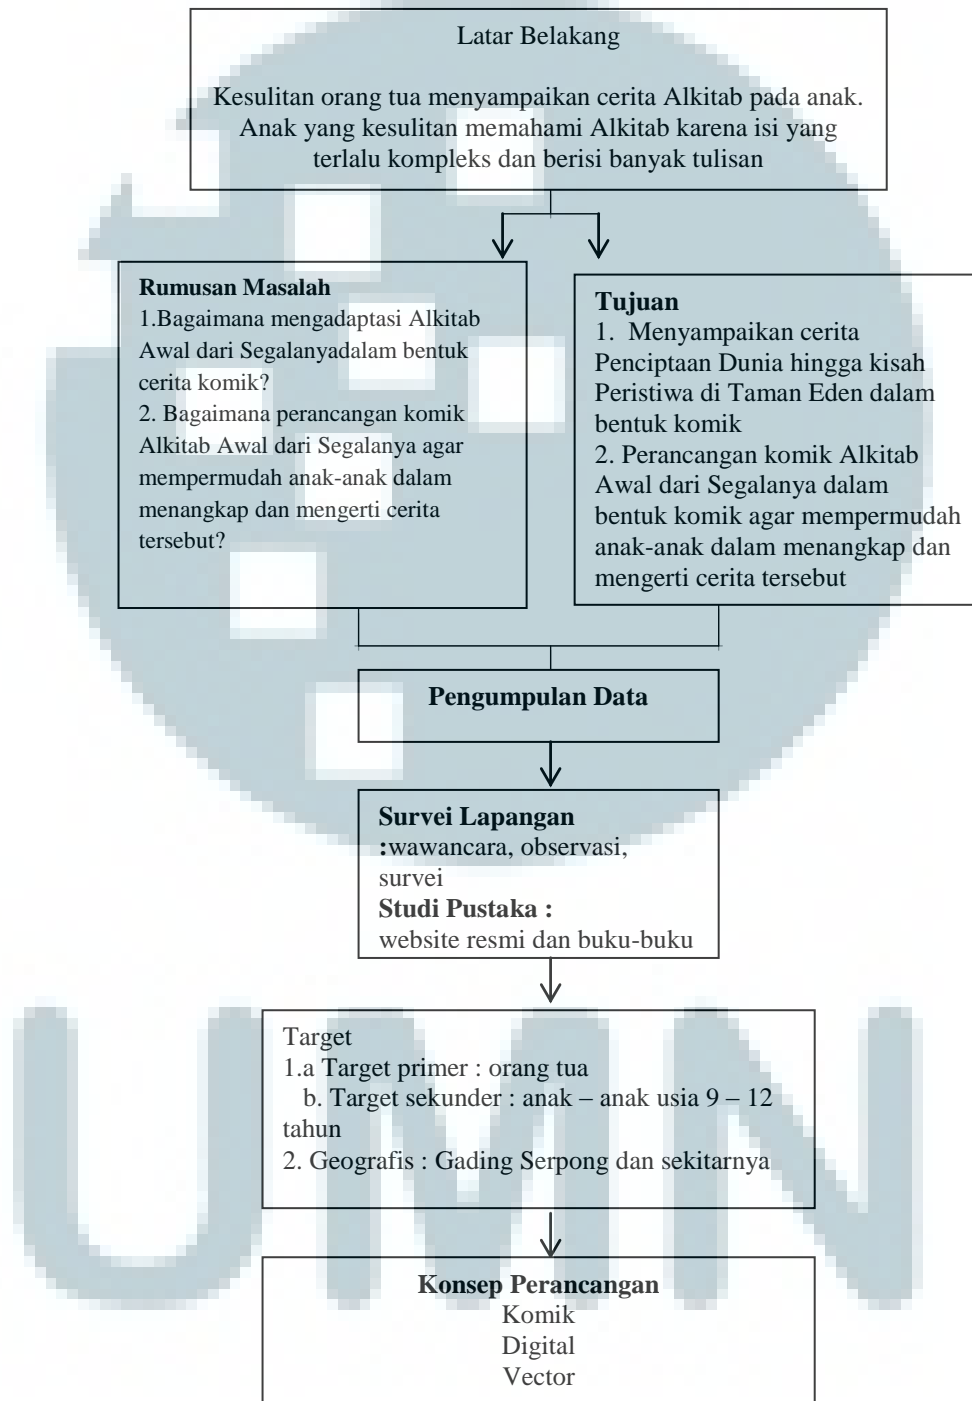 Latar Belakang
Kesulitan orang tua menyampaikan cerita Alkitab pada anak.
Anak yang kesulitan memahami Alkitab karena isi yang
terlalu kompleks dan berisi banyak tulisan
Rumusan Masalah
1.Bagaimana mengadaptasi Alkitab
Awal dari Segalanyadalam bentuk
cerita komik?
2. Bagaimana perancangan komik
Alkitab Awal dari Segalanya agar
mempermudah anak-anak dalam
menangkap dan mengerti cerita
tersebut?
Tujuan
1. Menyampaikan cerita
Penciptaan Dunia hingga kisah
Peristiwa di Taman Eden dalam
bentuk komik
2. Perancangan komik Alkitab
Awal dari Segalanya dalam
bentuk komik agar mempermudah
anak-anak dalam menangkap dan
mengerti cerita tersebut
Pengumpulan Data
Survei Lapangan
:wawancara, observasi,
survei
Studi Pustaka :
website resmi dan buku-buku
Target
1.a Target primer : orang tua
b. Target sekunder : anak – anak usia 9 – 12
tahun
2. Geografis : Gading Serpong dan sekitarnya
Konsep Perancangan
Komik
Digital
Vector
UMN